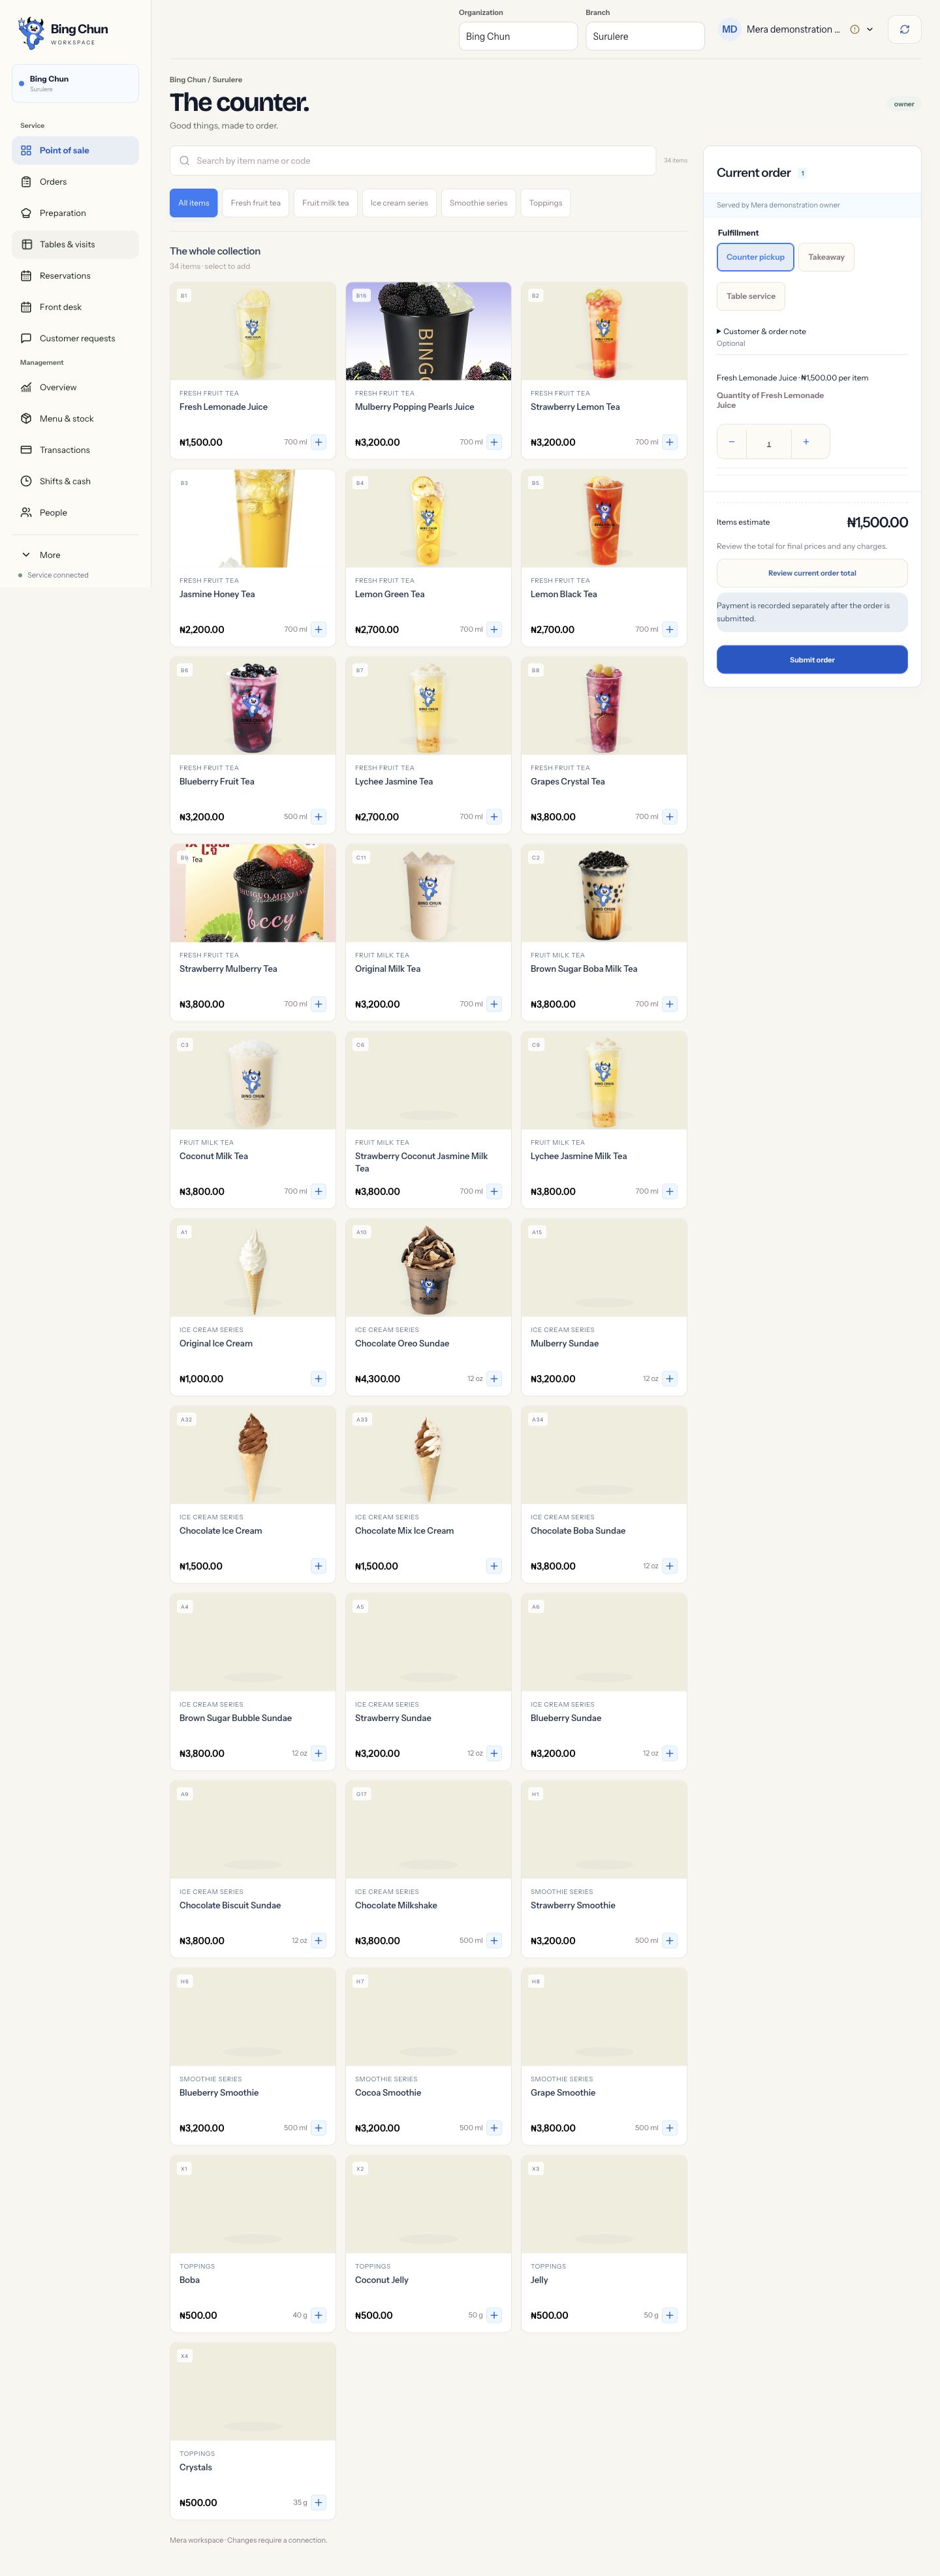 Bing Chun
WORKSPACE
Bing Chun
Surulere
Service
Point of sale
Orders
Preparation
Tables & visits
Reservations
Front desk
Customer requests
Management
Overview
Menu & stock
Transactions
Shifts & cash
People
More
Service connected
Organization
Bing Chun
Branch
Surulere
MD
Mera demonstration ...
Bing Chun / Surulere
The counter.
Good things, made to order.
owner
Search by item name or code
34 items
All items
Fresh fruit tea
Fruit milk tea
Ice cream series
Smoothie series
Toppings
The whole collection
34 items · select to add
B1
FRESH FRUIT TEA
Fresh Lemonade Juice
₦1,500.00
700 ml
B16
BINGC
FRESH FRUIT TEA
Mulberry Popping Pearls Juice
₦3,200.00
700 ml
B2
FRESH FRUIT TEA
Strawberry Lemon Tea
₦3,200.00
700 ml
B3
FRESH FRUIT TEA
Jasmine Honey Tea
₦2,200.00
700 ml
B4
FRESH FRUIT TEA
Lemon Green Tea
₦2,700.00
700 ml
B5
FRESH FRUIT TEA
Lemon Black Tea
₦2,700.00
700 ml
B6
FRESH FRUIT TEA
Blueberry Fruit Tea
₦3,200.00
500 ml
B7
FRESH FRUIT TEA
Lychee Jasmine Tea
₦2,700.00
700 ml
B8
FRESH FRUIT TEA
Grapes Crystal Tea
₦3,800.00
700 ml
B9
Tea
bccy
FRESH FRUIT TEA
Strawberry Mulberry Tea
₦3,800.00
700 ml
C11
BING CHUN
FRUIT MILK TEA
Original Milk Tea
₦3,200.00
700 ml
C2
BING CHUN
FRUIT MILK TEA
Brown Sugar Boba Milk Tea
₦3,800.00
700 ml
C3
BING CHUN
FRUIT MILK TEA
Coconut Milk Tea
₦3,800.00
700 ml
C6
FRUIT MILK TEA
Strawberry Coconut Jasmine Milk
Tea
₦3,800.00
700 ml
C9
BING CHUN
FRUIT MILK TEA
Lychee Jasmine Milk Tea
₦3,800.00
700 ml
A1
ICE CREAM SERIES
Original Ice Cream
₦1,000.00
A10
ICE CREAM SERIES
Chocolate Oreo Sundae
₦4,300.00
12 oz
A15
ICE CREAM SERIES
Mulberry Sundae
₦3,200.00
12 oz
A32
ICE CREAM SERIES
Chocolate Ice Cream
₦1,500.00
A33
ICE CREAM SERIES
Chocolate Mix Ice Cream
₦1,500.00
A34
ICE CREAM SERIES
Chocolate Boba Sundae
₦3,800.00
12 oz
A4
ICE CREAM SERIES
Brown Sugar Bubble Sundae
₦3,800.00
12 oz
A5
ICE CREAM SERIES
Strawberry Sundae
₦3,200.00
12 oz
A6
ICE CREAM SERIES
Blueberry Sundae
₦3,200.00
12 oz
A9
ICE CREAM SERIES
Chocolate Biscuit Sundae
₦3,800.00
12 oz
G17
ICE CREAM SERIES
Chocolate Milkshake
₦3,800.00
500 ml
H1
SMOOTHIE SERIES
Strawberry Smoothie
₦3,200.00
500 ml
H6
SMOOTHIE SERIES
Blueberry Smoothie
₦3,200.00
500 ml
H7
SMOOTHIE SERIES
Cocoa Smoothie
₦3,200.00
500 ml
H8
SMOOTHIE SERIES
Grape Smoothie
₦3,800.00
500 ml
X1
TOPPINGS
Boba
₦500.00
40 g
X2
TOPPINGS
Coconut Jelly
₦500.00
50 g
X3
TOPPINGS
Jelly
₦500.00
50 g
X4
TOPPINGS
Crystals
₦500.00
35 g
Mera workspace · Changes require a connection.
Current order 1
Served by Mera demonstration owner
Fulfillment
Counter pickup
Takeaway
Table service
Customer & order note
Optional
Fresh Lemonade Juice · ₦1,500.00 per item
Quantity of Fresh Lemonade
Juice
− 1 +
Items estimate
₦1,500.00
Review the total for final prices and any charges.
Review current order total
Payment is recorded separately after the order is
submitted.
Submit order